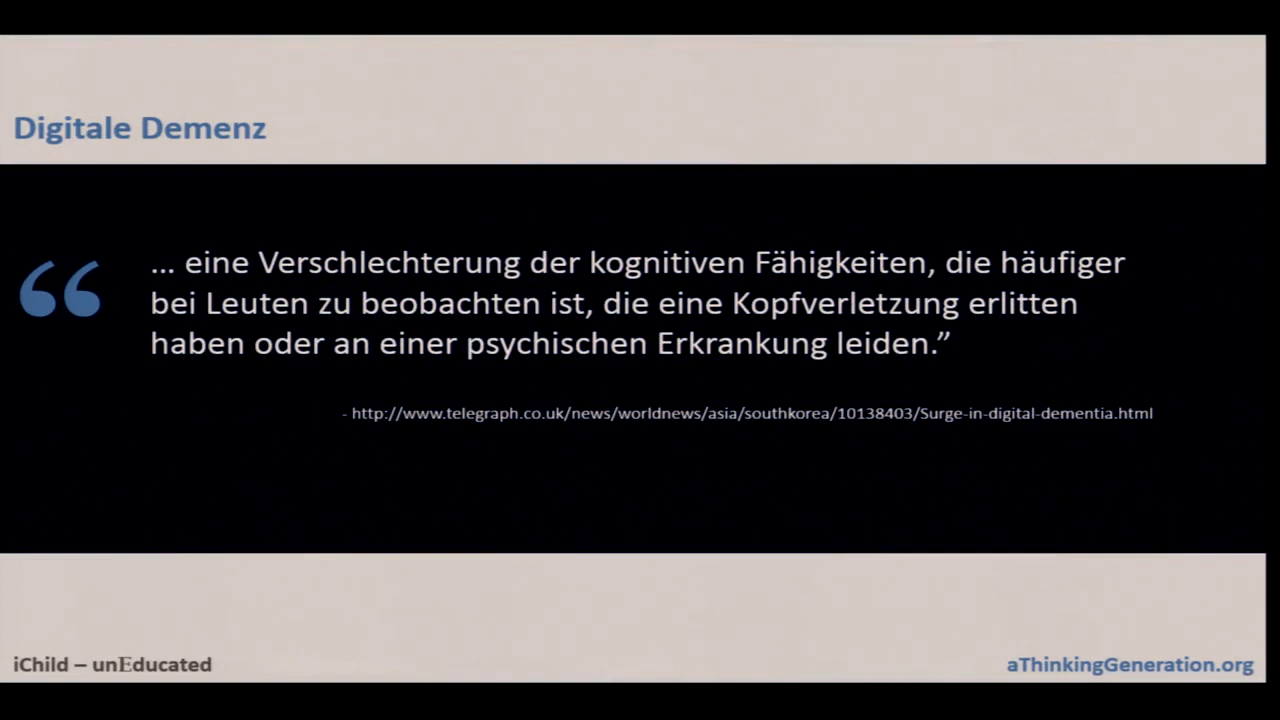 Digitale Demenz
“
... eine Verschlechterung der kognitiven Fähigkeiten, die häufiger
bei Leuten zu beobachten ist, die eine Kopfverletzung erlitten
haben oder an einer psychischen Erkrankung leiden.”
- http://www.telegraph.co.uk/news/worldnews/asia/southkorea/10138403/Surge-in-digital-dementia.html
iChild – unEducated
aThinkingGeneration.org